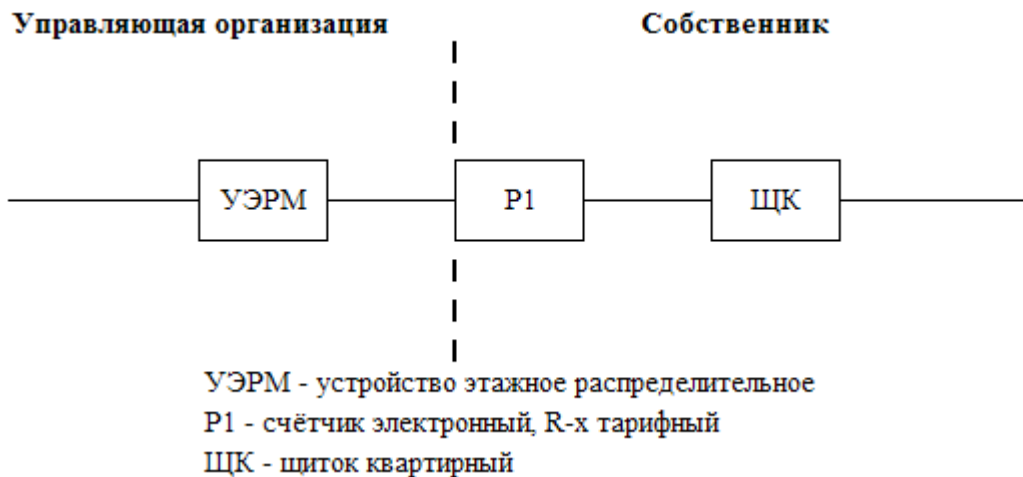 Управляющая организация
Собственник
УЭРМ
Р1
ЩК
УЭРМ - устройство этажное распределительное
Р1 - счётчик электронный, R-х тарифный
ЩК - щиток квартирный